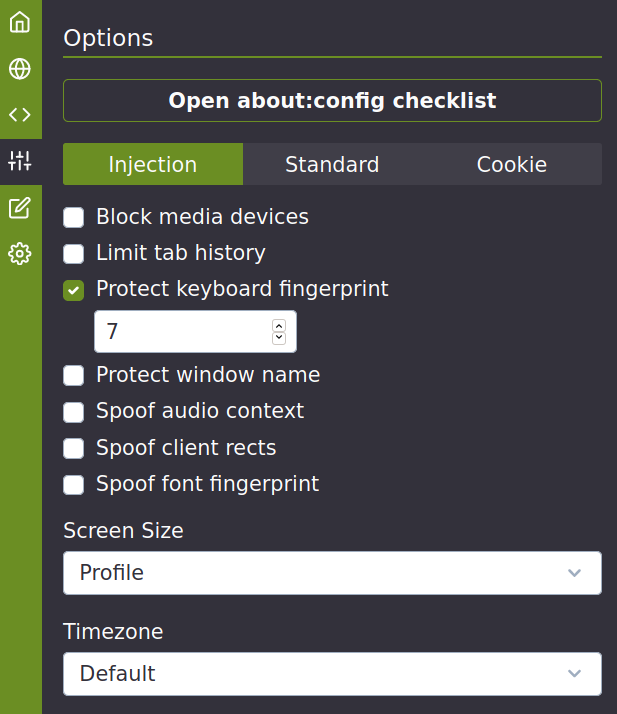 Options
Open about:config checklist
Injection Standard Cookie
Block media devices
Limit tab history
Protect keyboard fingerprint
7
Protect window name
Spoof audio context
Spoof client rects
Spoof font fingerprint
Screen Size
Profile
Timezone
Default